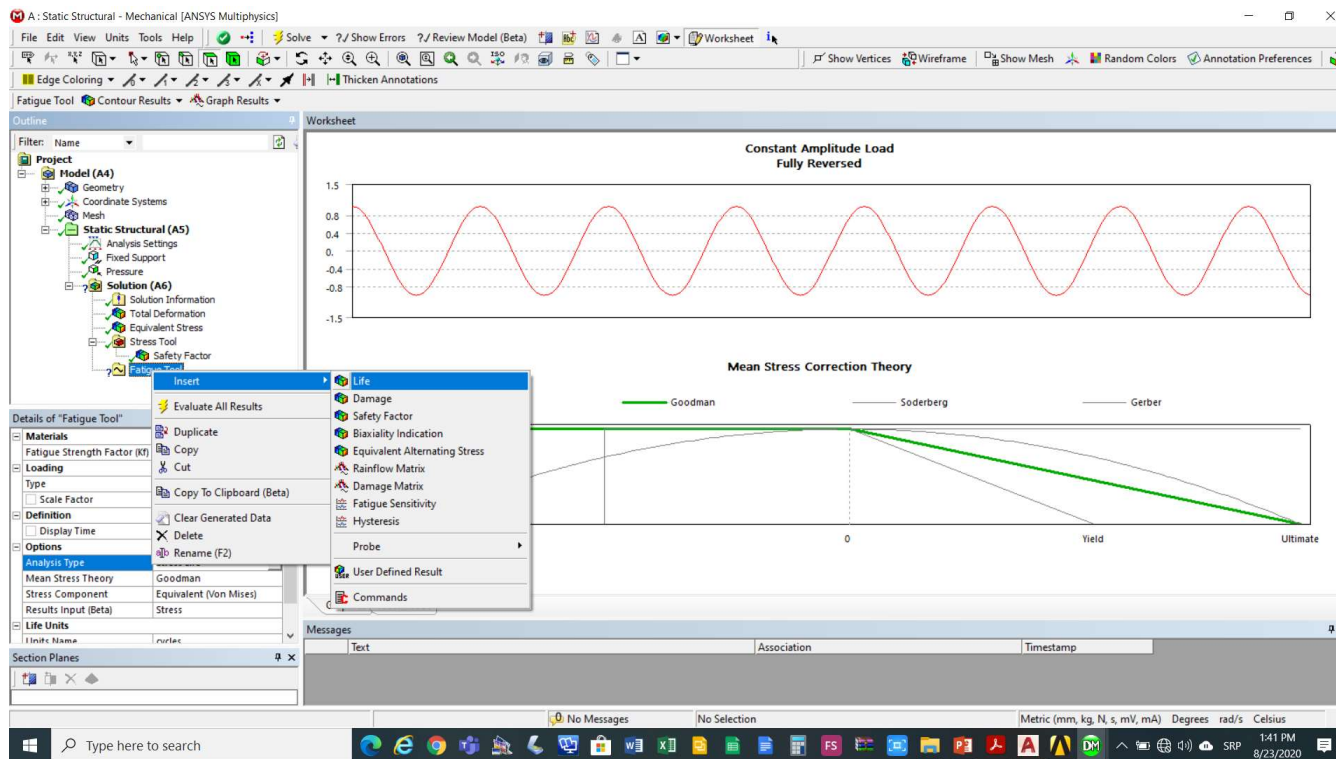 A : Static Structural - Mechanical [ANSYS Multiphysics]
File Edit View Units Tools Help Solve ?/ Show Errors ?/ Review Model (Beta) Worksheet
Show Vertices Wireframe Show Mesh Random Colors Annotation Preferences
Edge Coloring Thicken Annotations
Fatigue Tool Contour Results Graph Results
Outline
Filter: Name
Project
Model (A4)
Geometry
Coordinate Systems
Mesh
Static Structural (A5)
Analysis Settings
Fixed Support
Pressure
Solution (A6)
Solution Information
Total Deformation
Equivalent Stress
Stress Tool
Safety Factor
Fatigue Tool
Insert
Evaluate All Results
Duplicate
Copy
Cut
Copy To Clipboard (Beta)
Clear Generated Data
Delete
Rename (F2)
Life
Damage
Safety Factor
Biaxiality Indication
Equivalent Alternating Stress
Rainflow Matrix
Damage Matrix
Fatigue Sensitivity
Hysteresis
Probe
User Defined Result
Commands
Details of "Fatigue Tool"
Materials
Fatigue Strength Factor (Kf)
Loading
Type
Scale Factor
Definition
Display Time
Options
Analysis Type
Mean Stress Theory Goodman
Stress Component Equivalent (Von Mises)
Results Input (Beta) Stress
Life Units
Units Name cycles
Section Planes
Worksheet
Constant Amplitude Load
Fully Reversed
1.5
0.8
0.4
0.
-0.4
-0.8
-1.5
Mean Stress Correction Theory
Goodman Soderberg Gerber
0 Yield Ultimate
Messages
Text Association Timestamp
0 No Messages No Selection Metric (mm, kg, N, s, mV, mA) Degrees rad/s Celsius
Type here to search
SRP
1:41 PM
8/23/2020